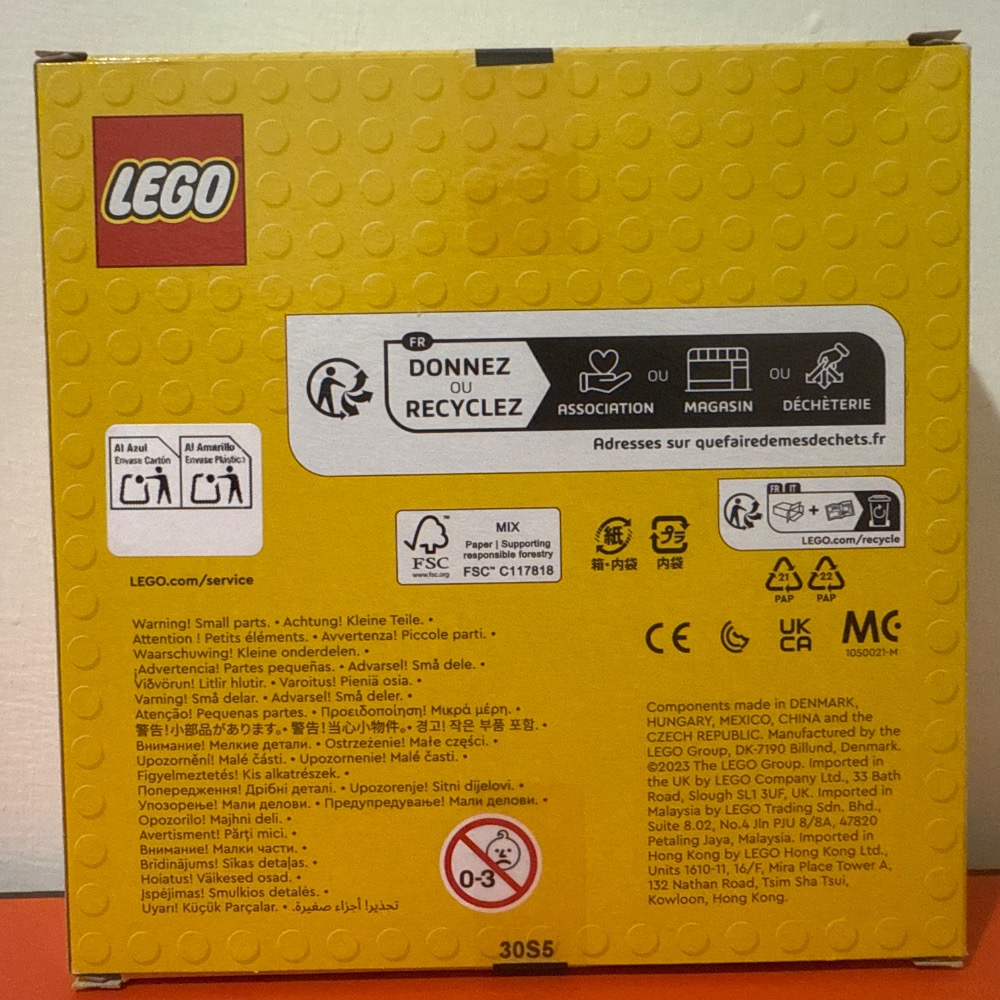 LEGO
FR
DONNEZ
OU
RECYCLEZ
ASSOCIATION
OU
MAGASIN
OU
DÉCHÈTERIE
Adresses sur quefairedemesdechets.fr
Al Azul
Envase Cartón
Al Amarillo
Envase Plástico
LEGO.com/service
FSC
www.fsc.org
MIX
Paper | Supporting
responsible forestry
FSC™ C117818
紙
箱・内袋
プラ
内袋
FR IT
+
LEGO.com/recycle
21
PAP
22
PAP
CE
UK
CA
MC
1050021-M
Warning! Small parts. • Achtung! Kleine Teile. •
Attention ! Petits éléments. • Avvertenza! Piccole parti. •
Waarschuwing! Kleine onderdelen. •
¡Advertencia! Partes pequeñas. • Advarsel! Små dele. •
Viðvörun! Litlir hlutir. • Varoitus! Pieniä osia. •
Varning! Små delar. • Advarsel! Små deler. •
Atenção! Pequenas partes. • Προειδοποίηση! Μικρά μέρη. •
警告!小部品があります。• 警告!当心小物件。• 경고! 작은 부품 포함. •
Внимание! Мелкие детали. • Ostrzeżenie! Małe części. •
Upozornění! Malé části. • Upozornenie! Malé časti. •
Figyelmeztetés! Kis alkatrészek. •
Попередження! Дрібні деталі. • Upozorenje! Sitni dijelovi. •
Упозорење! Мали делови. • Предупредување! Мали делови. •
Opozorilo! Majhni deli. •
Avertisment! Părți mici. •
Внимание! Малки части. •
Brīdinājums! Sīkas detaļas. •
Hoiatus! Väikesed osad. •
Įspėjimas! Smulkios detalės. •
Uyarı! Küçük Parçalar. • تحذير! أجزاء صغيرة.
0-3
Components made in DENMARK,
HUNGARY, MEXICO, CHINA and the
CZECH REPUBLIC. Manufactured by the
LEGO Group, DK-7190 Billund, Denmark.
©2023 The LEGO Group. Imported in
the UK by LEGO Company Ltd., 33 Bath
Road, Slough SL1 3UF, UK. Imported in
Malaysia by LEGO Trading Sdn. Bhd.,
Suite 8.02, No.4 Jln PJU 8/8A, 47820
Petaling Jaya, Malaysia. Imported in
Hong Kong by LEGO Hong Kong Ltd.,
Units 1610-11, 16/F, Mira Place Tower A,
132 Nathan Road, Tsim Sha Tsui,
Kowloon, Hong Kong.
30S5